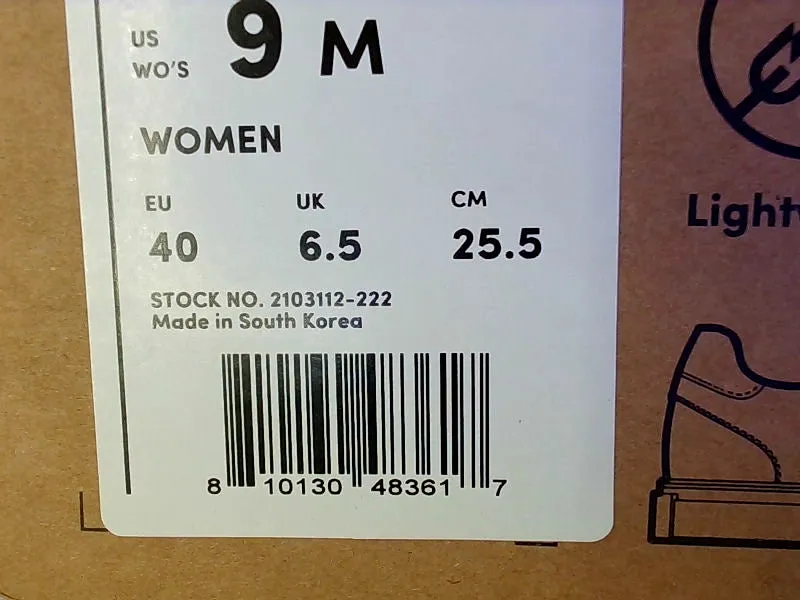 US
WO'S
9 M
WOMEN
EU UK CM
40 6.5 25.5
STOCK NO. 2103112-222
Made in South Korea
8 10130 48361 7